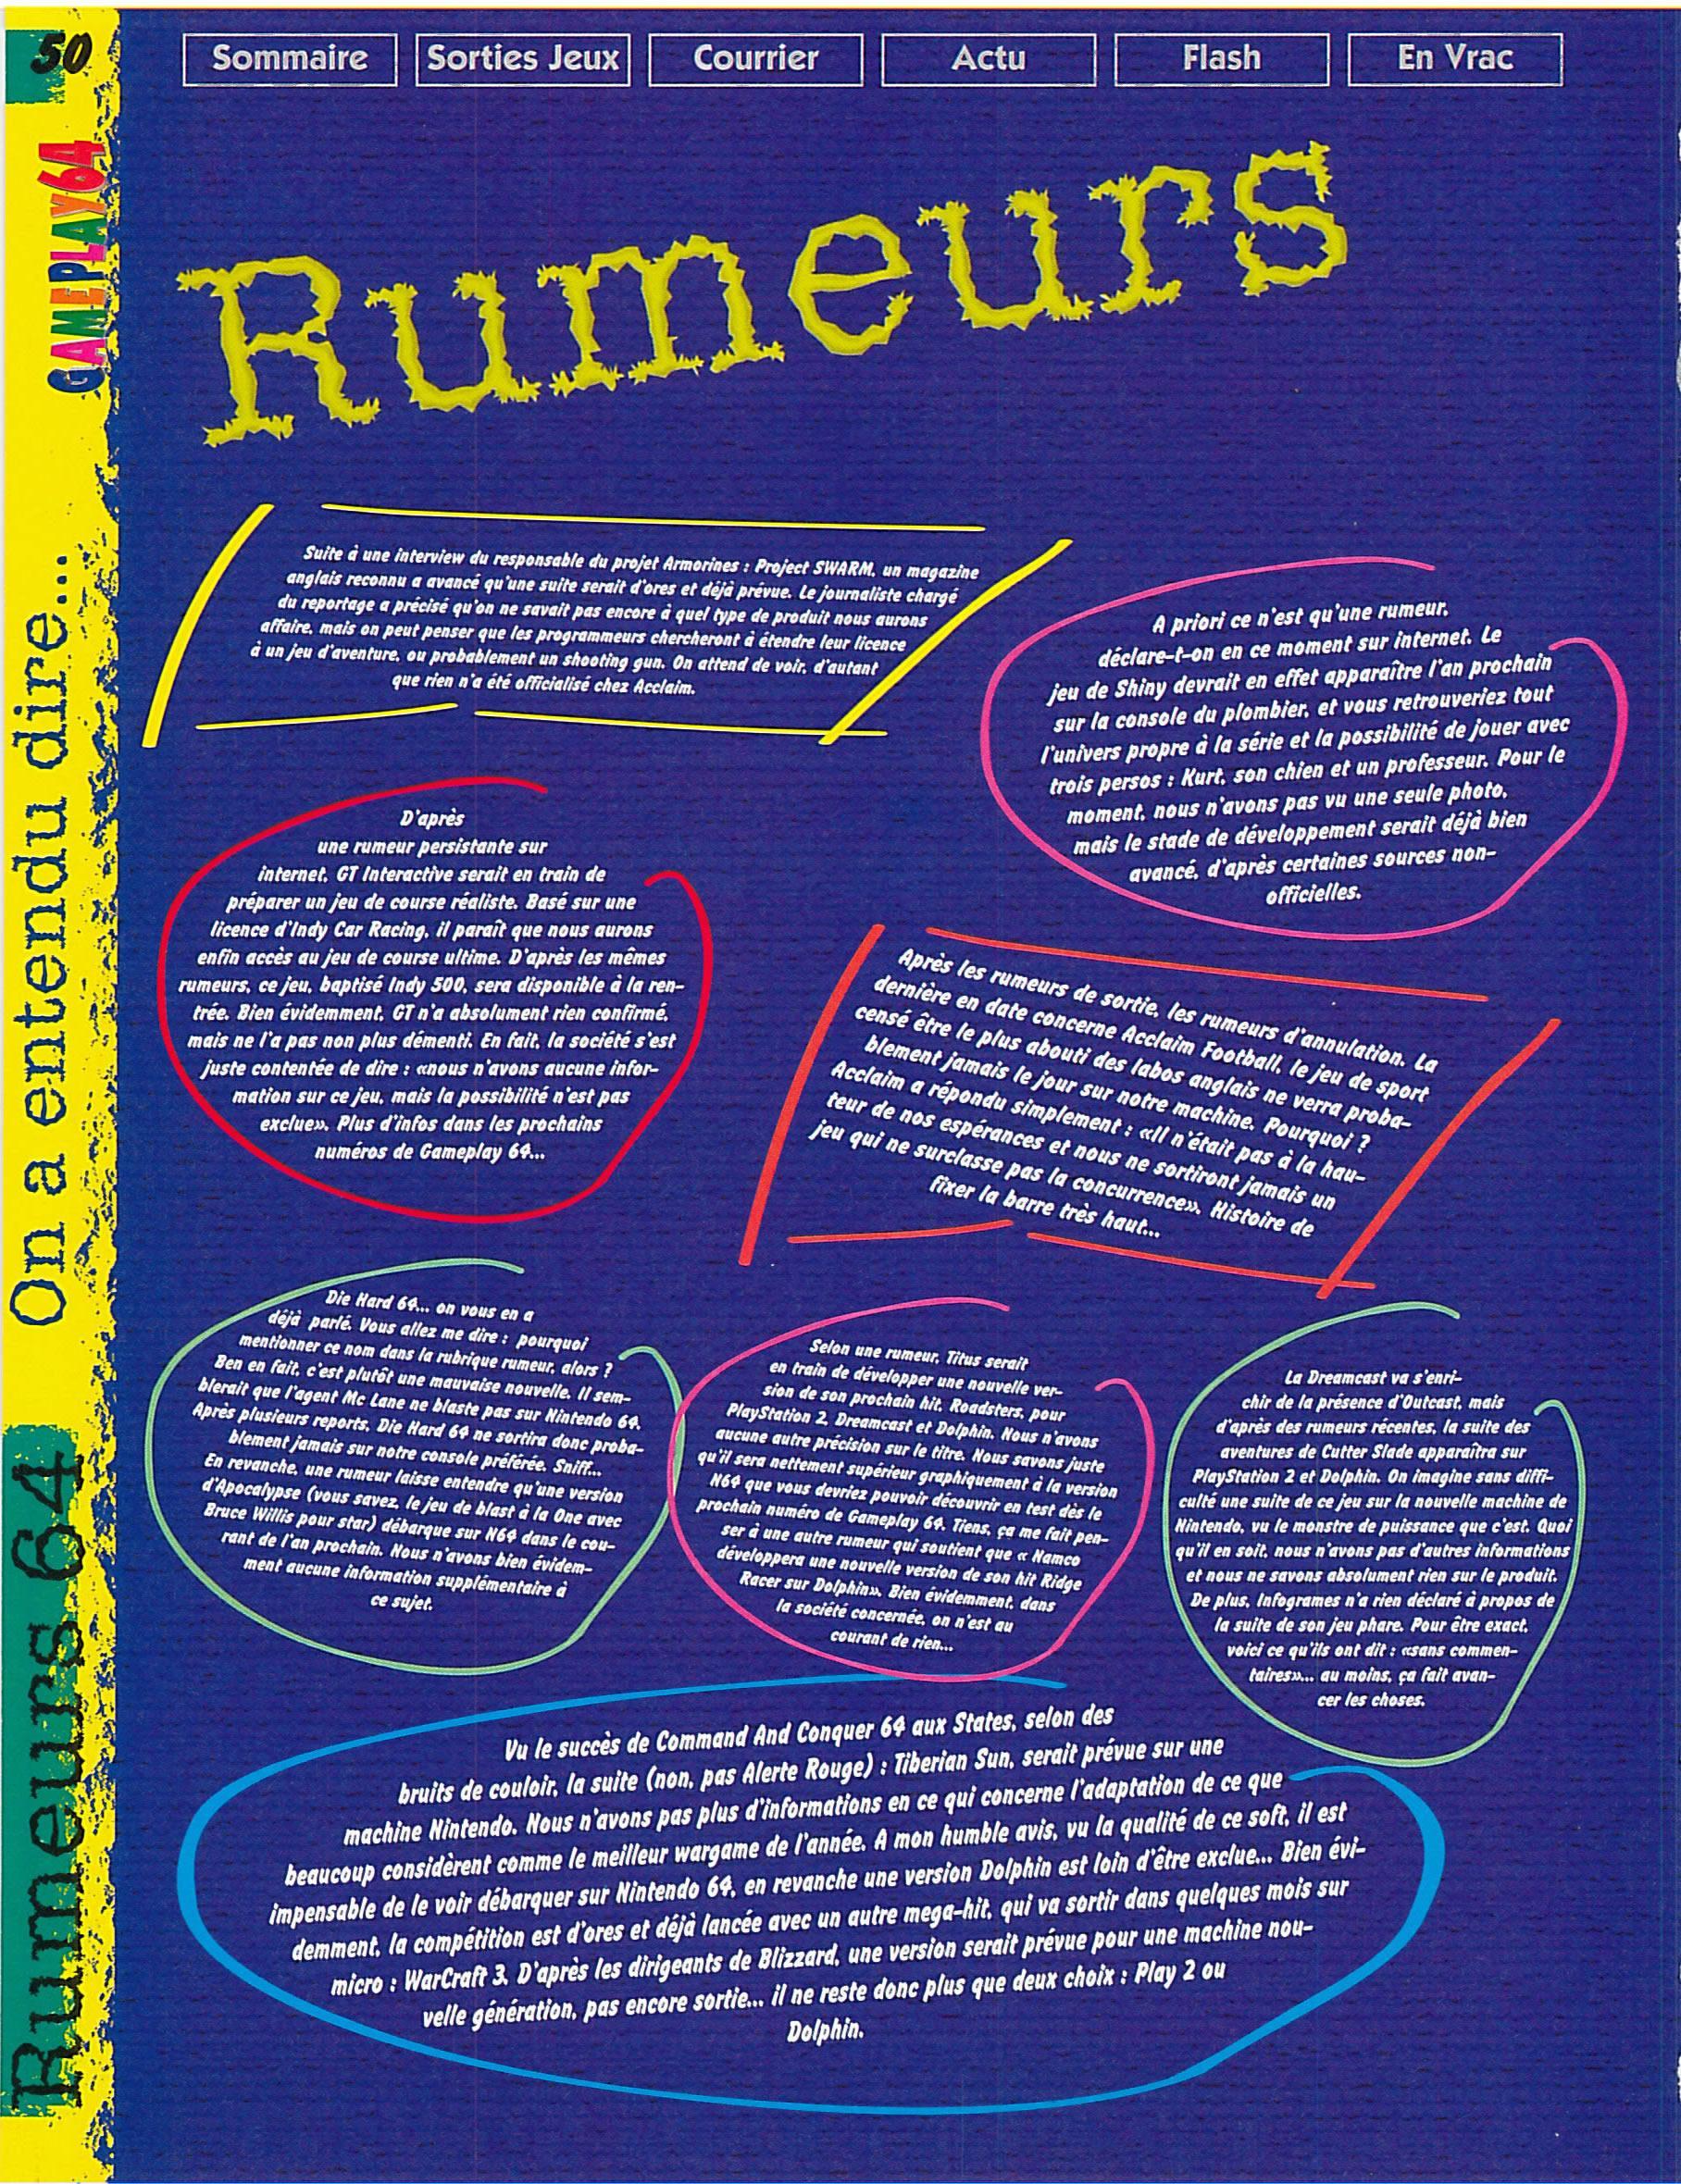 50
Sommaire
Sorties Jeux
Courrier
Actu
Flash
En Vrac
GAMEPLAY64
On a entendu dire...
Rumeurs 64
Rumeurs
Suite à une interview du responsable du projet Armorines : Project SWARM, un magazine
anglais reconnu a avancé qu'une suite serait d'ores et déjà prévue. Le journaliste chargé
du reportage a précisé qu'on ne savait pas encore à quel type de produit nous aurons
affaire, mais on peut penser que les programmeurs chercheront à étendre leur licence
à un jeu d'aventure, ou probablement un shooting gun. On attend de voir, d'autant
que rien n'a été officialisé chez Acclaim.
A priori ce n'est qu'une rumeur,
déclare-t-on en ce moment sur internet. Le
jeu de Shiny devrait en effet apparaître l'an prochain
sur la console du plombier, et vous retrouveriez tout
l'univers propre à la série et la possibilité de jouer avec
trois persos : Kurt, son chien et un professeur. Pour le
moment, nous n'avons pas vu une seule photo,
mais le stade de développement serait déjà bien
avancé, d'après certaines sources non-
officielles.
D'après
une rumeur persistante sur
internet, GT Interactive serait en train de
préparer un jeu de course réaliste. Basé sur une
licence d'Indy Car Racing, il paraît que nous aurons
enfin accès au jeu de course ultime. D'après les mêmes
rumeurs, ce jeu, baptisé Indy 500, sera disponible à la ren-
trée. Bien évidemment, GT n'a absolument rien confirmé,
mais ne l'a pas non plus démenti. En fait, la société s'est
juste contentée de dire : «nous n'avons aucune infor-
mation sur ce jeu, mais la possibilité n'est pas
exclue». Plus d'infos dans les prochains
numéros de Gameplay 64...
Après les rumeurs de sortie, les rumeurs d'annulation. La
dernière en date concerne Acclaim Football, le jeu de sport
censé être le plus abouti des labos anglais ne verra proba-
blement jamais le jour sur notre machine. Pourquoi ?
Acclaim a répondu simplement : «Il n'était pas à la hau-
teur de nos espérances et nous ne sortiront jamais un
jeu qui ne surclasse pas la concurrence». Histoire de
fixer la barre très haut...
Die Hard 64... on vous en a
déjà parlé. Vous allez me dire : pourquoi
mentionner ce nom dans la rubrique rumeur, alors ?
Ben en fait, c'est plutôt une mauvaise nouvelle. Il sem-
blerait que l'agent Mc Lane ne blaste pas sur Nintendo 64.
Après plusieurs reports, Die Hard 64 ne sortira donc proba-
blement jamais sur notre console préférée. Sniff...
En revanche, une rumeur laisse entendre qu'une version
d'Apocalypse (vous savez, le jeu de blast à la One avec
Bruce Willis pour star) débarque sur N64 dans le cou-
rant de l'an prochain. Nous n'avons bien évidem-
ment aucune information supplémentaire à
ce sujet.
Selon une rumeur, Titus serait
en train de développer une nouvelle ver-
sion de son prochain hit, Roadsters, pour
PlayStation 2, Dreamcast et Dolphin. Nous n'avons
aucune autre précision sur le titre. Nous savons juste
qu'il sera nettement supérieur graphiquement à la version
N64 que vous devriez pouvoir découvrir en test dès le
prochain numéro de Gameplay 64. Tiens, ça me fait pen-
ser à une autre rumeur qui soutient que « Namco
développera une nouvelle version de son hit Ridge
Racer sur Dolphin». Bien évidemment, dans
la société concernée, on n'est au
courant de rien...
La Dreamcast va s'enri-
chir de la présence d'Outcast, mais
d'après des rumeurs récentes, la suite des
aventures de Cutter Slade apparaîtra sur
PlayStation 2 et Dolphin. On imagine sans diffi-
culté une suite de ce jeu sur la nouvelle machine de
Nintendo, vu le monstre de puissance que c'est. Quoi
qu'il en soit, nous n'avons pas d'autres informations
et nous ne savons absolument rien sur le produit.
De plus, Infogrames n'a rien déclaré à propos de
la suite de son jeu phare. Pour être exact,
voici ce qu'ils ont dit : «sans commen-
taires»... au moins, ça fait avan-
cer les choses.
Vu le succès de Command And Conquer 64 aux States, selon des
bruits de couloir, la suite (non, pas Alerte Rouge) : Tiberian Sun, serait prévue sur une
machine Nintendo. Nous n'avons pas plus d'informations en ce qui concerne l'adaptation de ce que
beaucoup considèrent comme le meilleur wargame de l'année. A mon humble avis, vu la qualité de ce soft, il est
impensable de le voir débarquer sur Nintendo 64, en revanche une version Dolphin est loin d'être exclue... Bien évi-
demment, la compétition est d'ores et déjà lancée avec un autre mega-hit, qui va sortir dans quelques mois sur
micro : WarCraft 3. D'après les dirigeants de Blizzard, une version serait prévue pour une machine nou-
velle génération, pas encore sortie... il ne reste donc plus que deux choix : Play 2 ou
Dolphin.